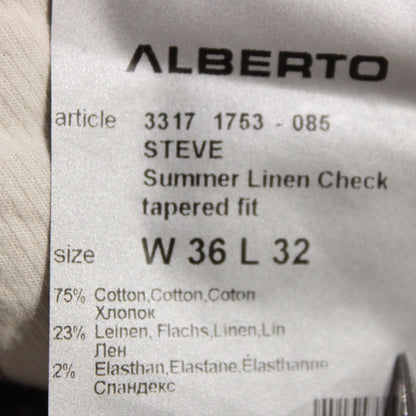 ALBERTO
article 3317 1753 - 085
STEVE
Summer Linen Check
tapered fit
size W 36 L 32
75% Cotton,Cotton,Coton
Хлопок
23% Leinen, Flachs,Linen,Lin
Лен
2% Elasthan,Elastane,Élasthanne
Спандекс